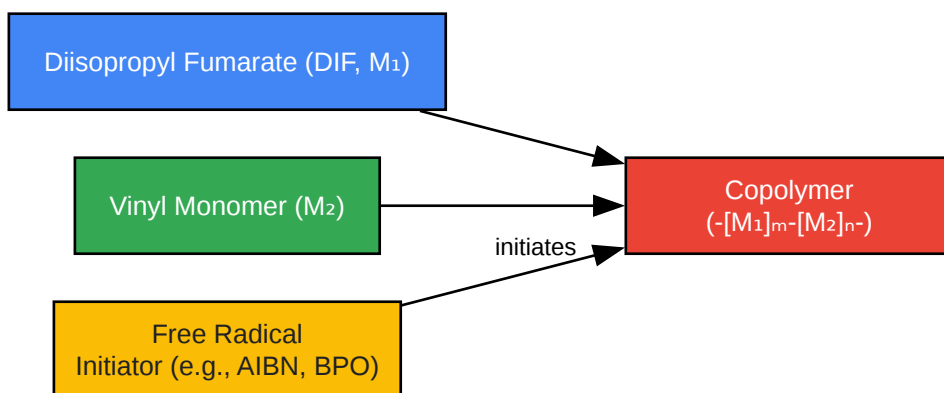 Diisopropyl Fumarate (DIF, M₁)
Vinyl Monomer (M₂)
initiates
Copolymer
(-[M₁]ₘ-[M₂]ₙ-)
Free Radical
Initiator (e.g., AIBN, BPO)